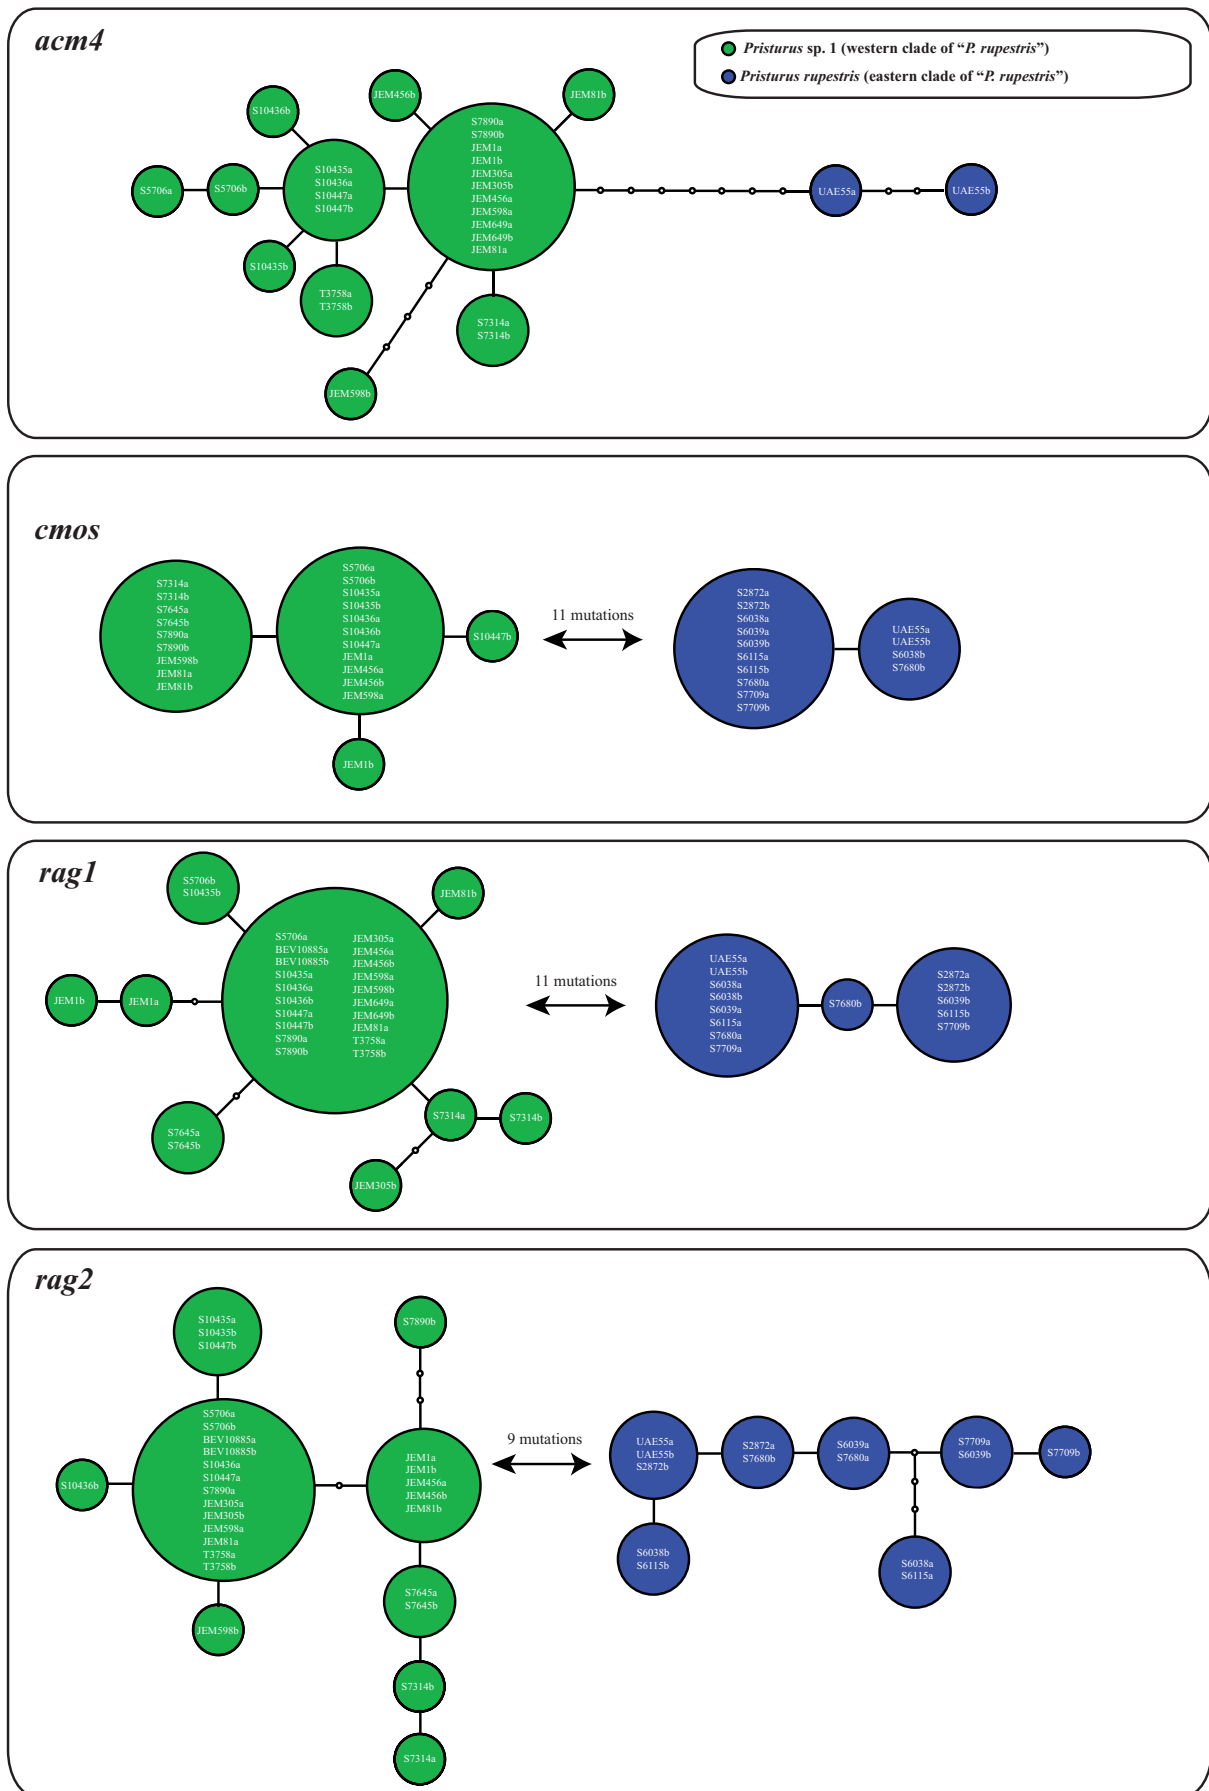 acm4
Pristurus sp. 1 (western clade of “P. rupestris”)
Pristurus rupestris (eastern clade of “P. rupestris”)
JEM456b
JEM81b
S10436b
S7890a
S7890b
JEM1a
JEM1b
JEM305a
JEM305b
JEM456a
JEM598a
JEM649a
JEM649b
JEM81a
S5706a
S5706b
S10435a
S10436a
S10447a
S10447b
UAE55a
UAE55b
S10435b
T3758a
T3758b
S7314a
S7314b
JEM598b
cmos
S7314a
S7314b
S7645a
S7645b
S7890a
S7890b
JEM598b
JEM81a
JEM81b
S5706a
S5706b
S10435a
S10435b
S10436a
S10436b
S10447a
JEM1a
JEM456a
JEM456b
JEM598a
S10447b
JEM1b
11 mutations
S2872a
S2872b
S6038a
S6039a
S6039b
S6115a
S6115b
S7680a
S7709a
S7709b
UAE55a
UAE55b
S6038b
S7680b
rag1
S5706b
S10435b
JEM81b
S5706a
BEV10885a
BEV10885b
S10435a
S10436a
S10436b
S10447a
S10447b
S7890a
S7890b
JEM305a
JEM456a
JEM456b
JEM598a
JEM598b
JEM649a
JEM649b
JEM81a
T3758a
T3758b
JEM1b
JEM1a
S7645a
S7645b
S7314a
S7314b
JEM305b
11 mutations
UAE55a
UAE55b
S6038a
S6038b
S6039a
S6115a
S7680a
S7709a
S7680b
S2872a
S2872b
S6039b
S6115b
S7709b
rag2
S10435a
S10435b
S10447b
S7890b
S5706a
S5706b
BEV10885a
BEV10885b
S10436a
S10447a
S7890a
JEM305a
JEM305b
JEM598a
JEM81a
T3758a
T3758b
S10436b
JEM598b
JEM1a
JEM1b
JEM456a
JEM456b
JEM81b
S7645a
S7645b
S7314b
S7314a
9 mutations
UAE55a
UAE55b
S2872b
S2872a
S7680b
S6039a
S7680a
S7709a
S6039b
S7709b
S6038b
S6115b
S6038a
S6115a